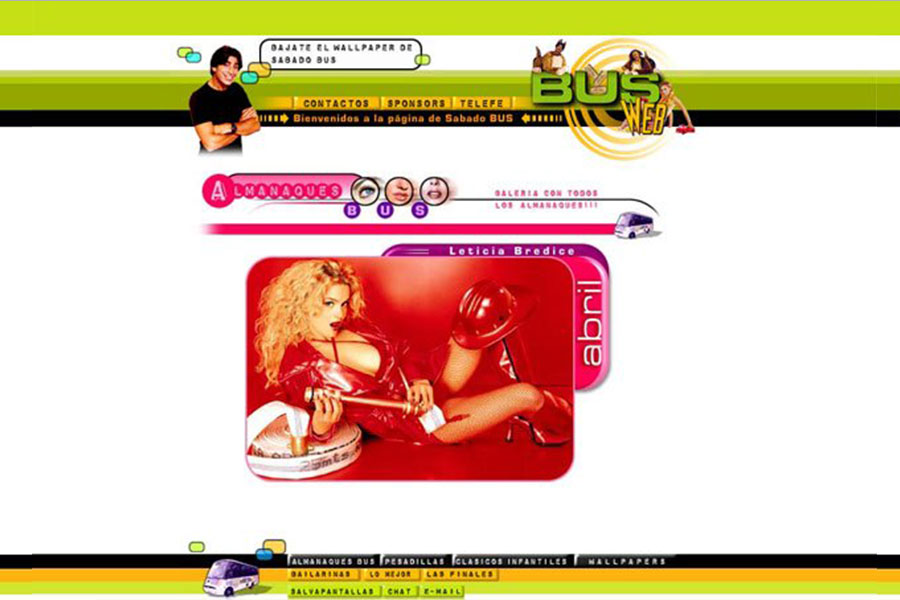 BAJATE EL WALLPAPER DE
SABADO BUS
BUS
WEB
CONTACTOS SPONSORS TELEFE
Bienvenidos a la página de Sabado BUS
ALMANAQUES
BUS
GALERIA CON TODOS
LOS ALMANAQUES!!!
Leticia Bredice
abril
ALMANAQUES BUS PESADILLAS CLASICOS INFANTILES WALLPAPERS
BAILARINAS LO MEJOR LAS FINALES
SALVAPANTALLAS CHAT E-MAIL